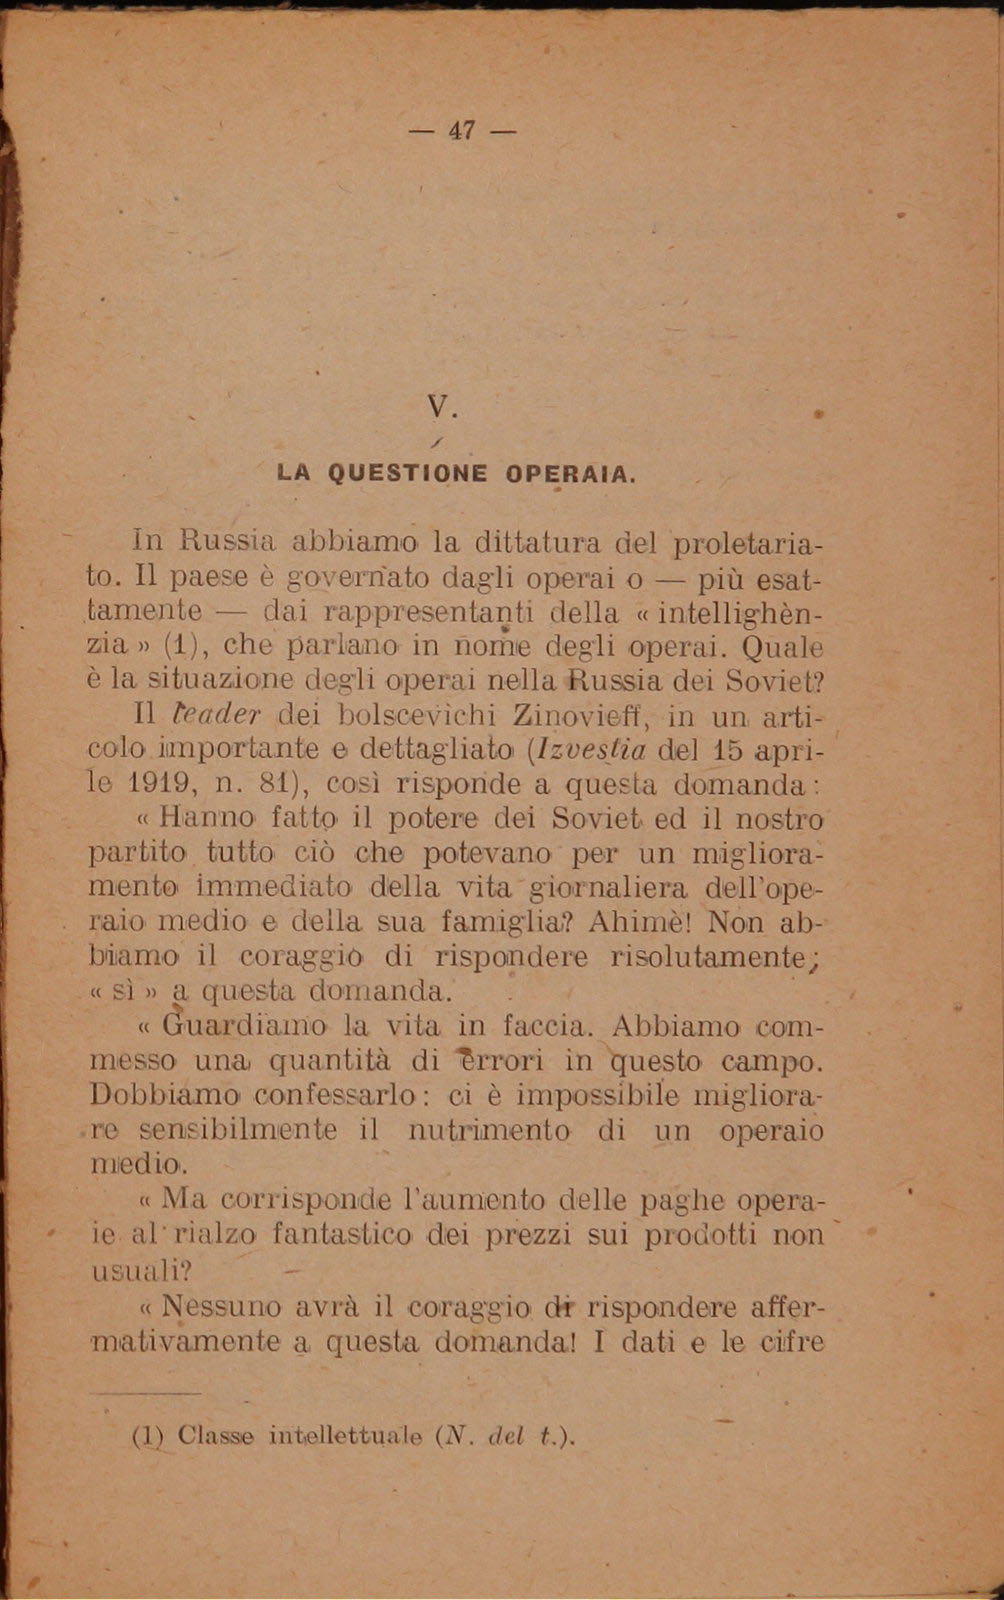 — 47 —
V.
LA QUESTIONE OPERAIA.
In Russia abbiamo la dittatura del proletaria-
to. Il paese è governato dagli operai o — più esat-
tamente — dai rappresentanti della « intellighèn-
zia » (1), che parlano in nome degli operai. Quale
è la situazione degli operai nella Russia dei Soviet?
Il leader dei bolscevichi Zinovieff, in un arti-
colo importante e dettagliato (Izvestia del 15 apri-
le 1919, n. 81), così risponde a questa domanda:
« Hanno fatto il potere dei Soviet ed il nostro
partito tutto ciò che potevano per un migliora-
mento immediato della vita giornaliera dell'ope-
raio medio e della sua famiglia? Ahimè! Non ab-
biamo il coraggio di rispondere risolutamente;
« sì » a questa domanda.
« Guardiamo la vita in faccia. Abbiamo com-
messo una quantità di errori in questo campo.
Dobbiamo confessarlo: ci è impossibile migliora-
re sensibilmente il nutrimento di un operaio
medio.
« Ma corrisponde l'aumento delle paghe opera-
ie al rialzo fantastico dei prezzi sui prodotti non
usuali?
« Nessuno avrà il coraggio di rispondere affer-
mativamente a questa domanda! I dati e le cifre
(1) Classe intellettuale (N. del t.).